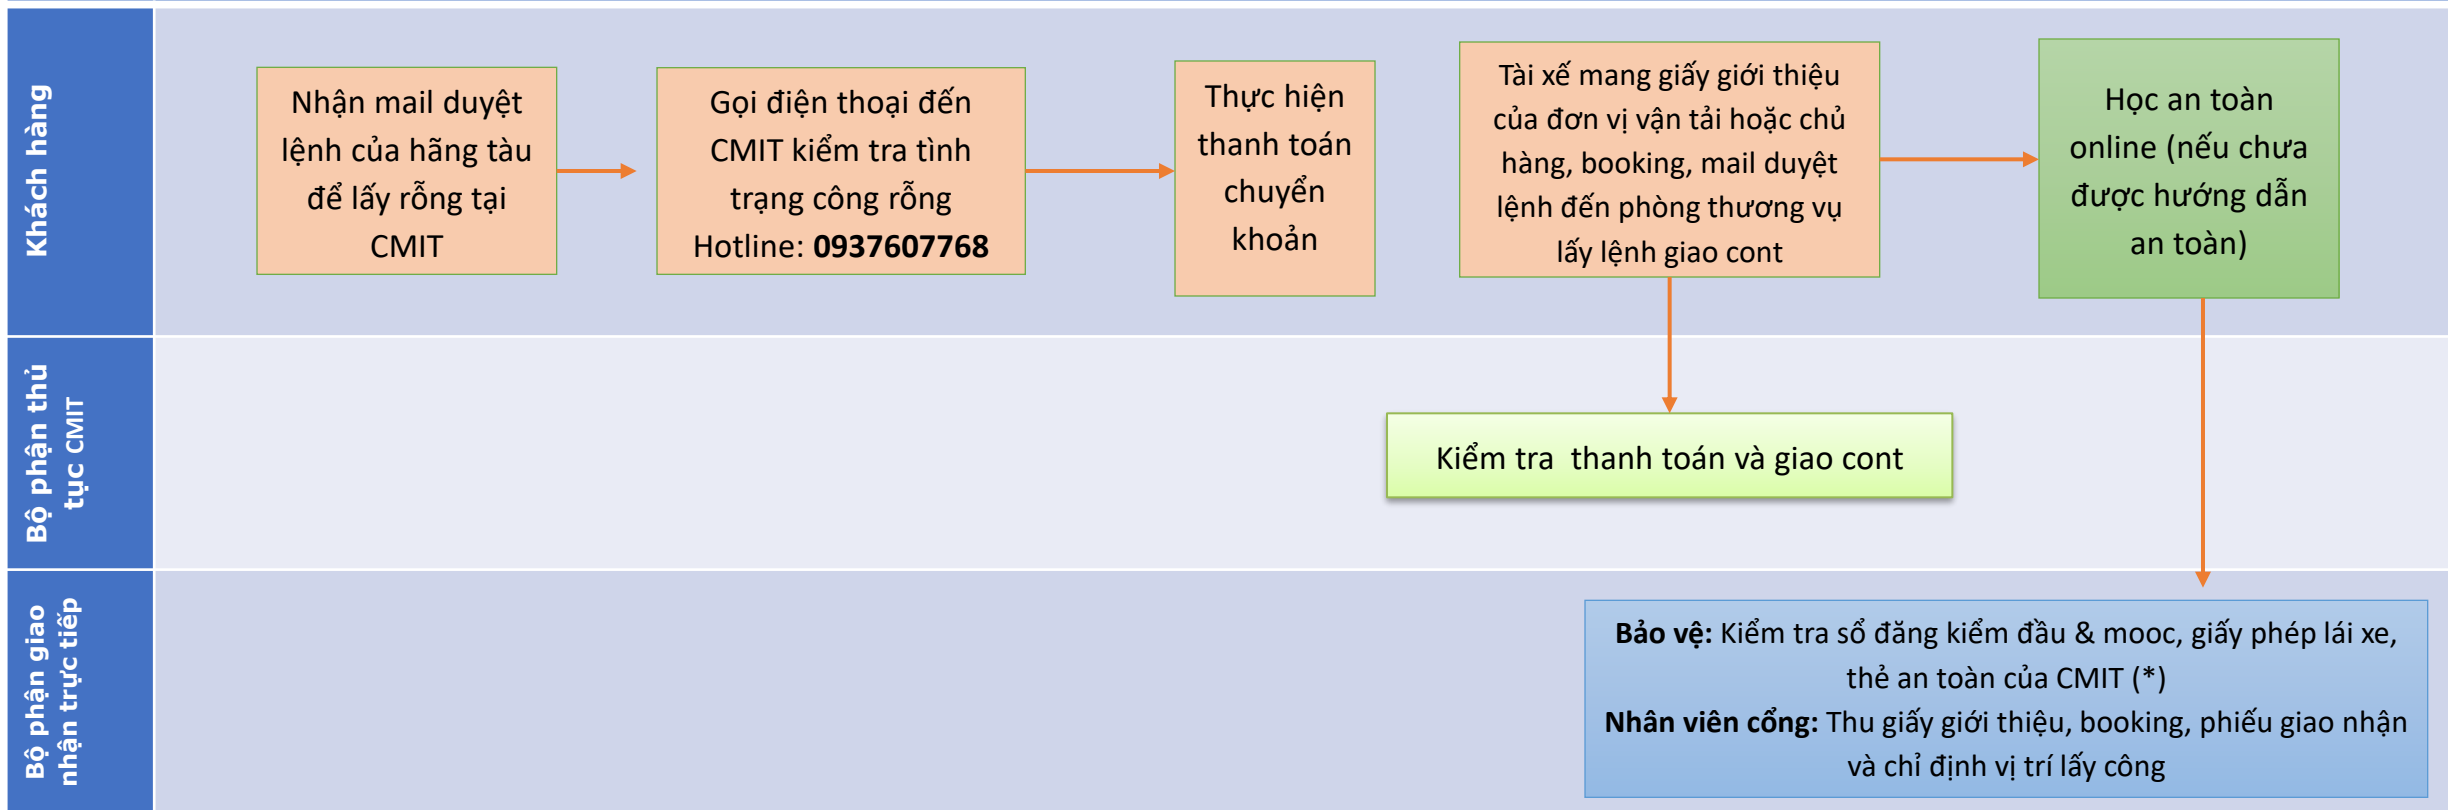 Khách hàng
Nhận mail duyệt
lệnh của hãng tàu
để lấy rỗng tại
CMIT
Gọi điện thoại đến
CMIT kiểm tra tình
trạng công rỗng
Hotline: 0937607768
Thực hiện
thanh toán
chuyển
khoản
Tài xế mang giấy giới thiệu
của đơn vị vận tải hoặc chủ
hàng, booking, mail duyệt
lệnh đến phòng thương vụ
lấy lệnh giao cont
Học an toàn
online (nếu chưa
được hướng dẫn
an toàn)
Bộ phận thủ
tục CMIT
Kiểm tra thanh toán và giao cont
Bộ phận giao
nhận trực tiếp
Bảo vệ: Kiểm tra sổ đăng kiểm đầu & mooc, giấy phép lái xe,
thẻ an toàn của CMIT (*)
Nhân viên cổng: Thu giấy giới thiệu, booking, phiếu giao nhận
và chỉ định vị trí lấy công